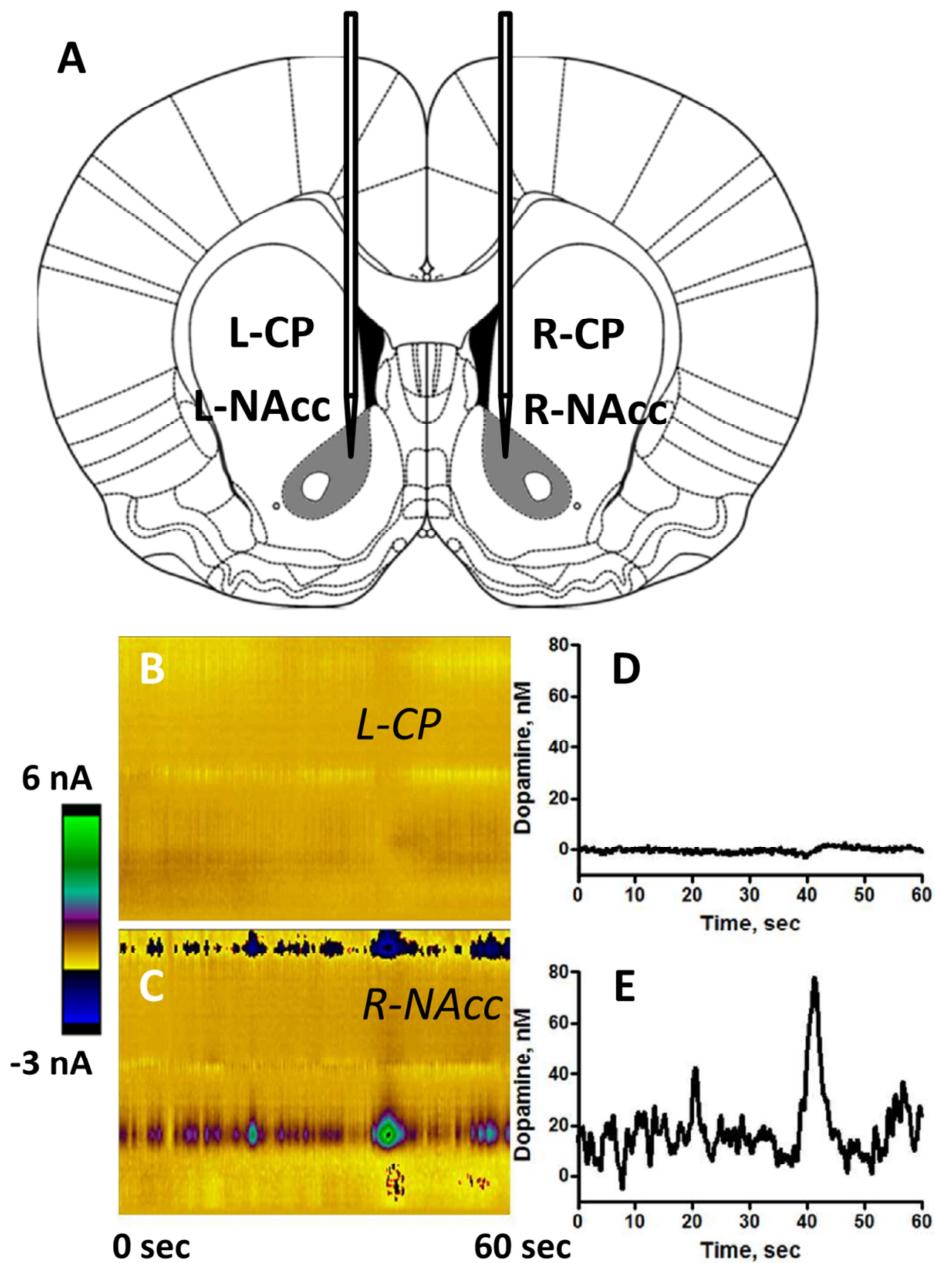 A
L-CP
R-CP
L-NAcc
R-NAcc
B
L-CP
6 nA
-3 nA
C
R-NAcc
0 sec
60 sec
D
Dopamine, nM
80
60
40
20
0
0 10 20 30 40 50 60
Time, sec
E
Dopamine, nM
80
60
40
20
0
0 10 20 30 40 50 60
Time, sec